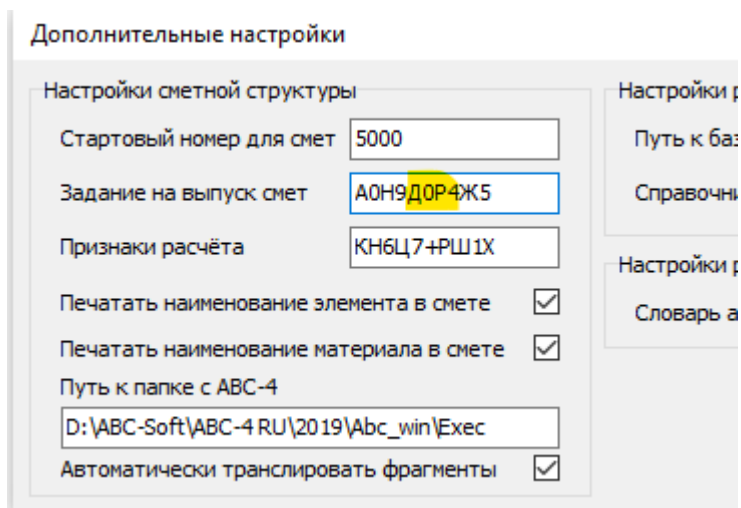 Дополнительные настройки
Настройки сметной структуры
Стартовый номер для смет 5000
Задание на выпуск смет А0Н9Д0Р4Ж5
Признаки расчёта КН6Ц7+РШ1Х
Печатать наименование элемента в смете
Печатать наименование материала в смете
Путь к папке с АВС-4
D:\ABC-Soft\ABC-4 RU\2019\Abc_win\Exec
Автоматически транслировать фрагменты
Настройки
Путь к
Настройки
Словарь